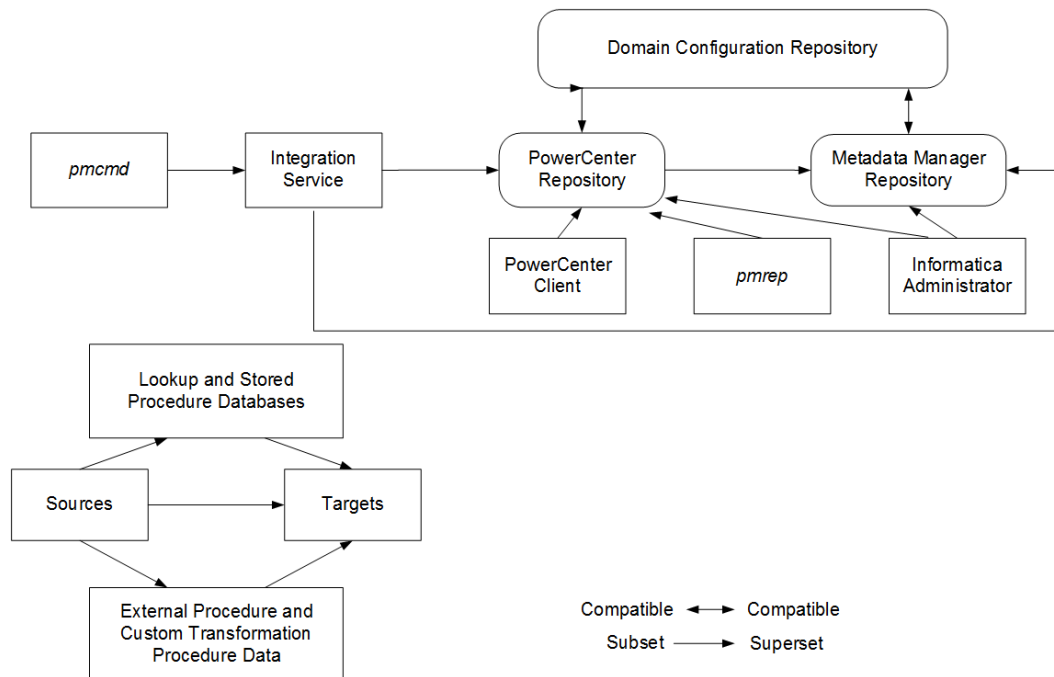 Domain Configuration Repository
pmcmd
Integration
Service
PowerCenter
Repository
Metadata Manager
Repository
PowerCenter
Client
pmrep
Informatica
Administrator
Lookup and Stored
Procedure Databases
Sources
Targets
External Procedure and
Custom Transformation
Procedure Data
Compatible Compatible
Subset Superset